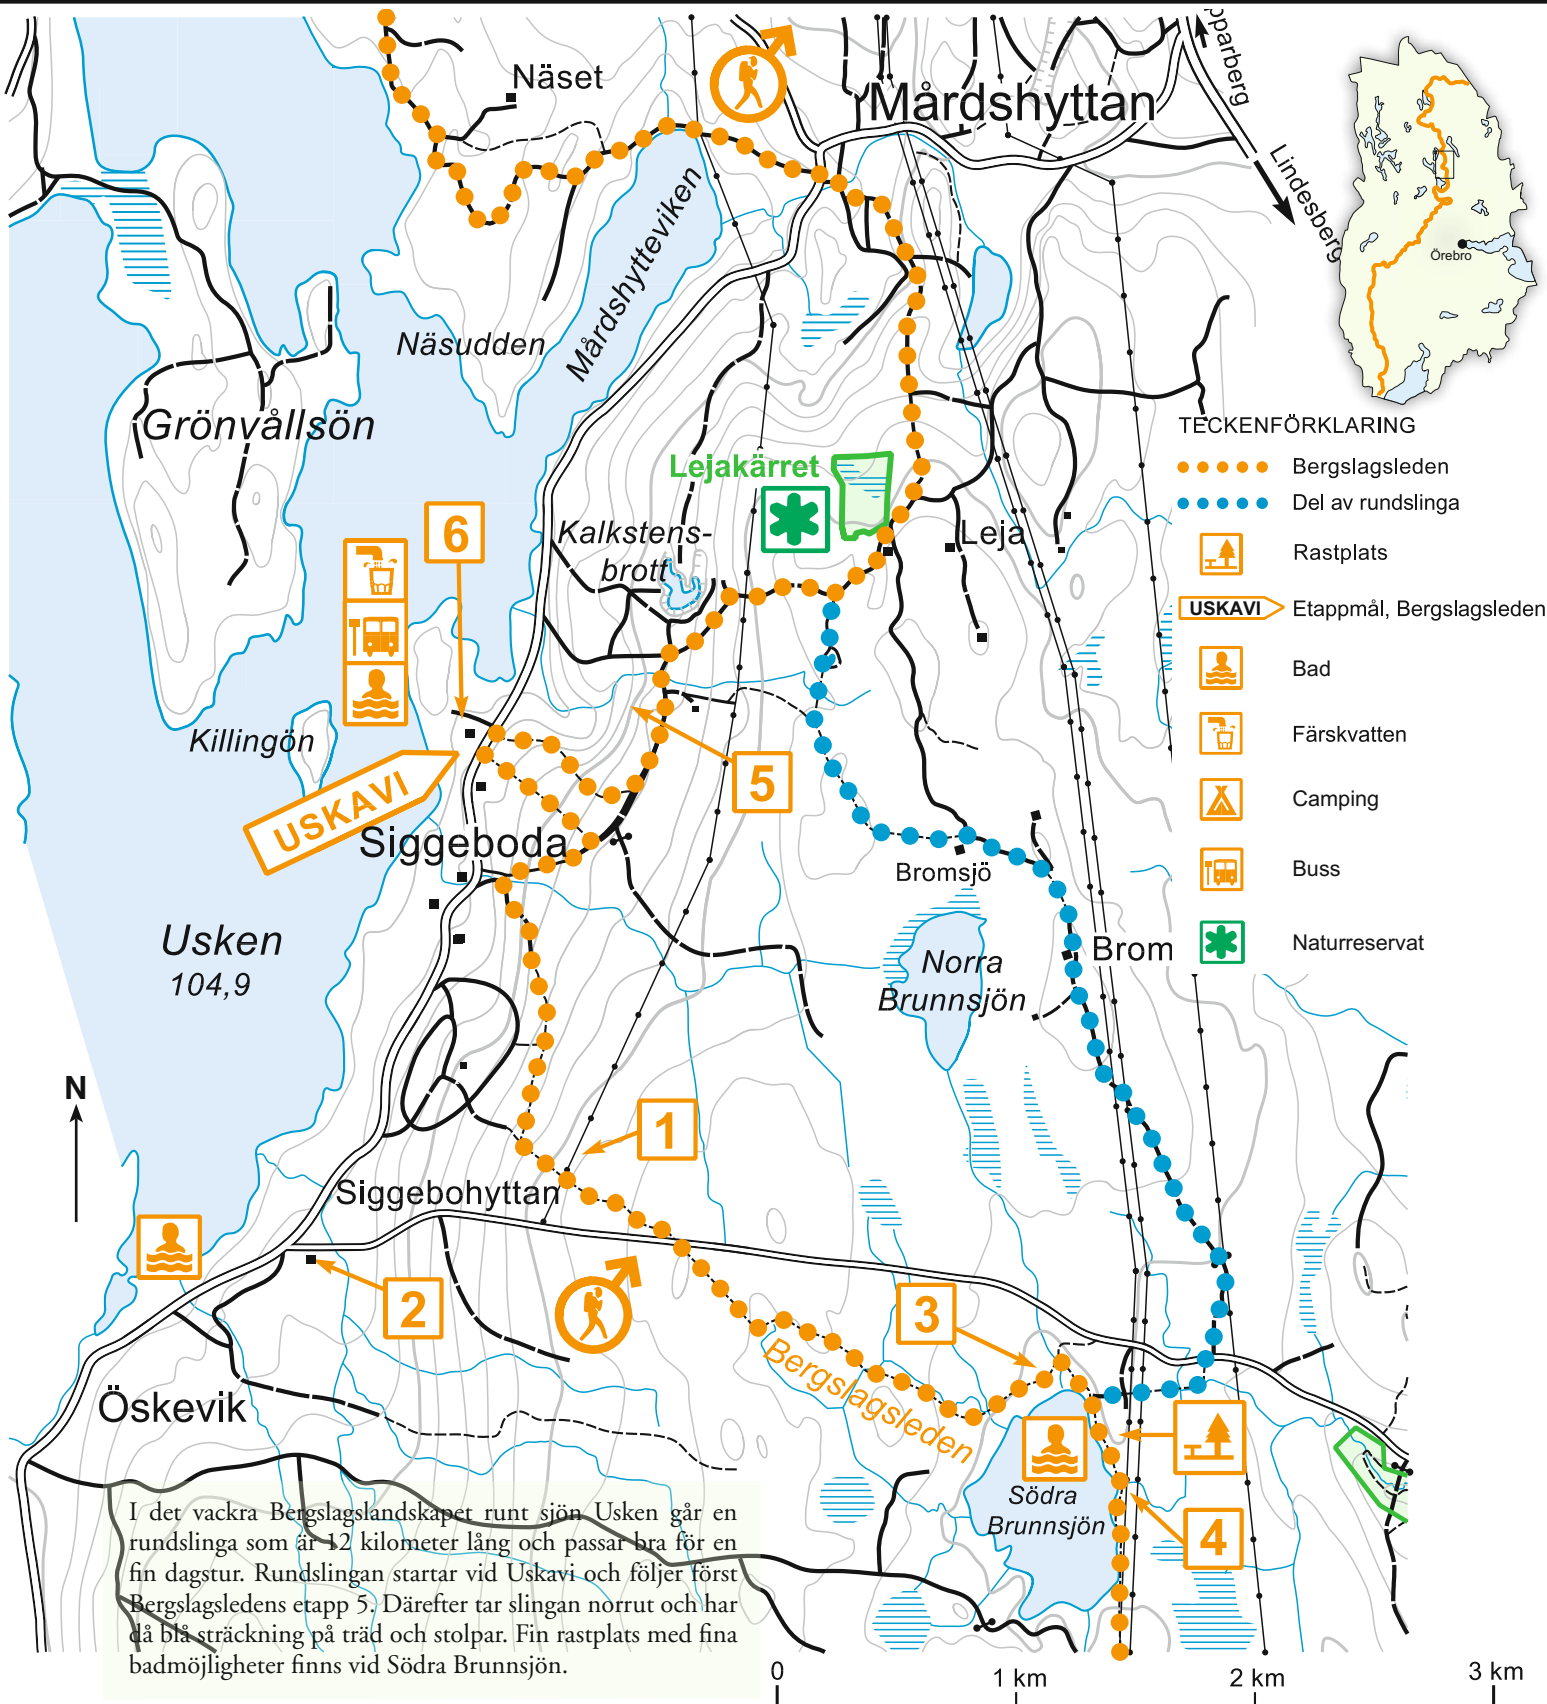 pparberg
Näset
Mårdshyttan
Lindesberg
Örebro
Mårdshytteviken
Näsudden
Grönvållsön
TECKENFÖRKLARING
Bergslagsleden
Del av rundslinga
Rastplats
USKAVI
Etappmål, Bergslagsleden
Bad
Färskvatten
Camping
Buss
Naturreservat
Lejakärret
6
Kalkstens-
brott
Leja
Killingön
USKAVI
5
Siggeboda
Bromsjö
Usken
104,9
Norra
Brunnsjön
Brom
N
1
Siggebohyttan
2
3
Bergslagsleden
Öskevik
Södra
Brunnsjön
4
I det vackra Bergslagslandskapet runt sjön Usken går en
rundslinga som är 12 kilometer lång och passar bra för en
fin dagstur. Rundslingan startar vid Uskavi och följer först
Bergslagsledens etapp 5. Därefter tar slingan norrut och har
då blå sträckning på träd och stolpar. Fin rastplats med fina
badmöjligheter finns vid Södra Brunnsjön.
0
1 km
2 km
3 km